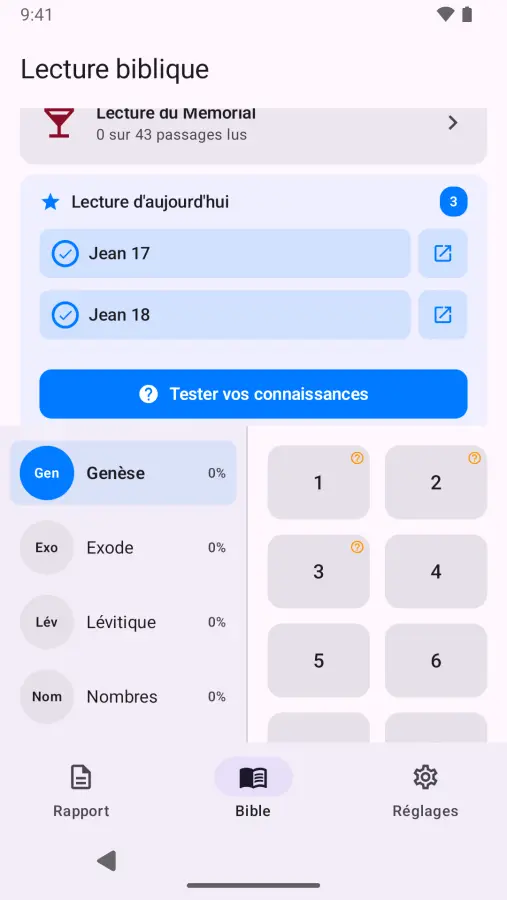 9:41
Lecture biblique
Lecture du Mémorial
0 sur 43 passages lus
Lecture d'aujourd'hui
3
Jean 17
Jean 18
Tester vos connaissances
Gen
Genèse
0%
Exo
Exode
0%
Lév
Lévitique
0%
Nom
Nombres
0%
1
2
3
4
5
6
Rapport
Bible
Réglages